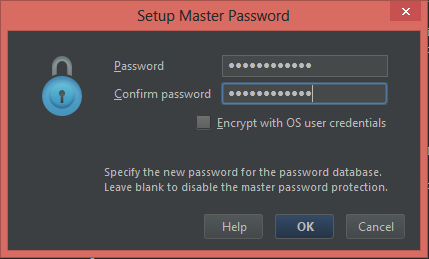 Setup Master Password
Password
••••••••••••
Confirm password
••••••••••••
Encrypt with OS user credentials
Specify the new password for the password database.
Leave blank to disable the master password protection.
Help
OK
Cancel